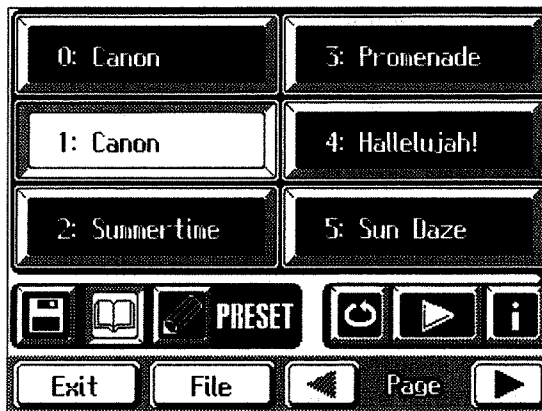 0: Canon
3: Promenade
1: Canon
4: Hallelujah!
2: Summertime
5: Sun Daze
PRESET
i
Exit
File
Page